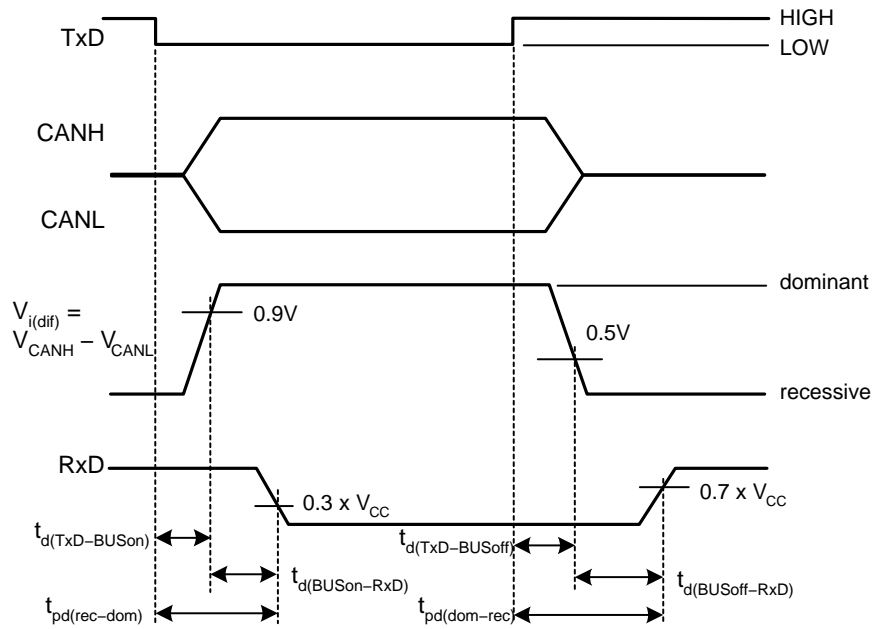 TxD
HIGH
LOW
CANH
CANL
dominant
V_i(dif) =
V_CANH – V_CANL
0.9V
0.5V
recessive
RxD
0.3 x V_CC
0.7 x V_CC
t_d(TxD–BUSon)
t_d(TxD–BUSoff)
t_d(BUSon–RxD)
t_d(BUSoff–RxD)
t_pd(rec–dom)
t_pd(dom–rec)